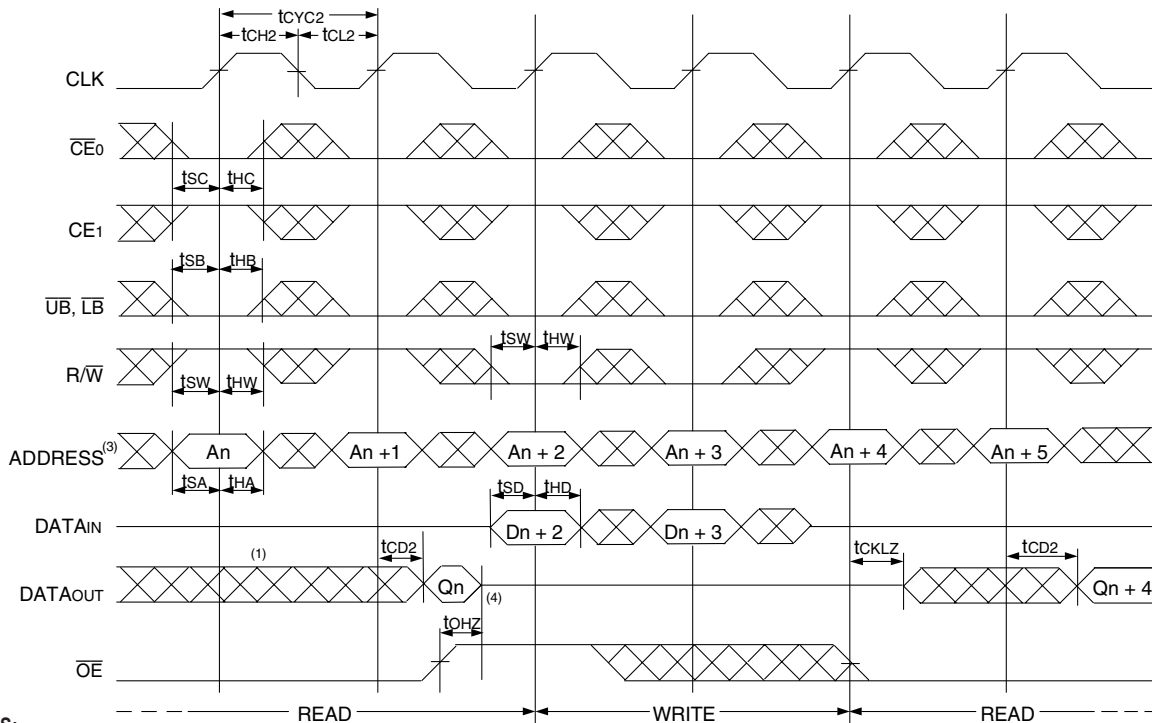 tCYC2
tCH2 tCL2
CLK
CE0
tSC tHC
CE1
tSB tHB
UB, LB
tSW tHW
R/W
tSW tHW
ADDRESS(3) An An +1 An + 2 An + 3 An + 4 An + 5
tSA tHA tSD tHD
DATAIN Dn + 2 Dn + 3
(1) tCD2 tCKLZ tCD2
DATAOUT Qn (4) Qn + 4
tOHZ
OE
READ WRITE READ